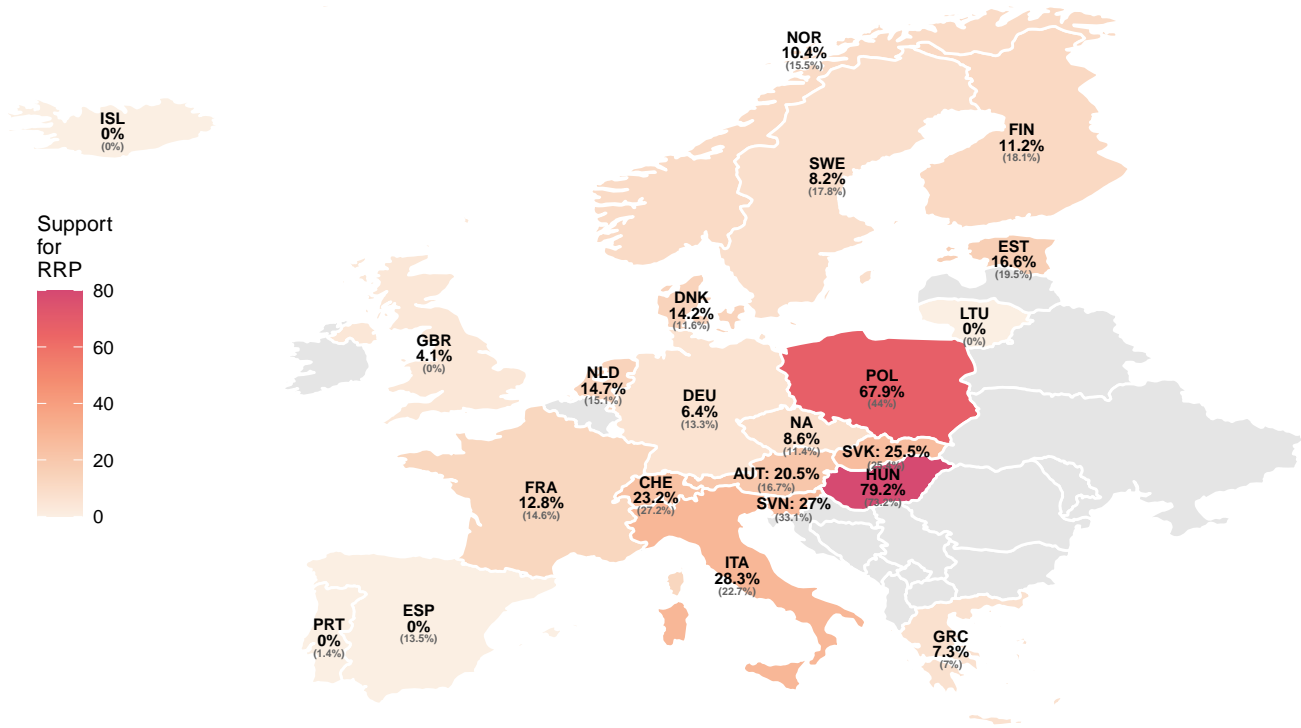 NOR
10.4%
(15.5%)
ISL
0%
(0%)
FIN
11.2%
(18.1%)
SWE
8.2%
(17.8%)
Support
for
RRP
80
60
40
20
0
EST
16.6%
(19.5%)
DNK
14.2%
(11.6%)
LTU
0%
(0%)
GBR
4.1%
(0%)
NLD
14.7%
(15.1%)
POL
67.9%
(44%)
DEU
6.4%
(13.3%)
NA
8.6%
(11.4%)
SVK: 25.5%
AUT: 20.5%
(16.7%)
HUN
79.2%
CHE
23.2%
(27.2%)
FRA
12.8%
(14.6%)
SVN: 27%
(33.1%)
ITA
28.3%
(22.7%)
ESP
0%
(13.5%)
PRT
0%
(1.4%)
GRC
7.3%
(7%)